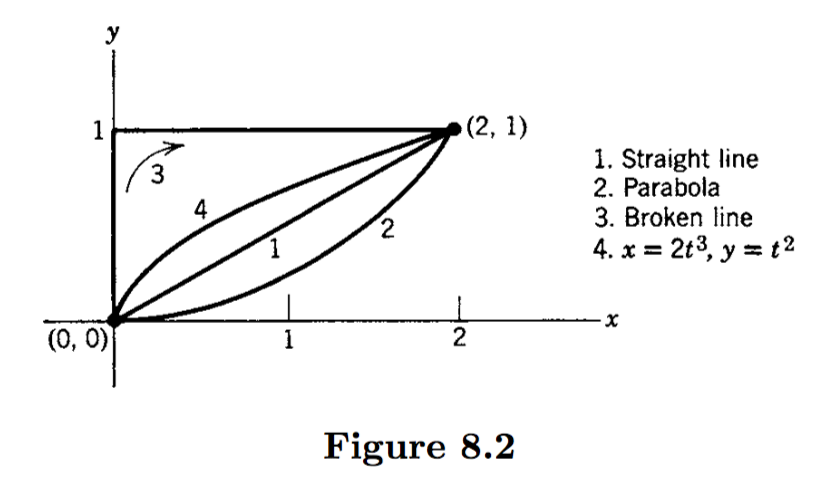 y
1
(2, 1)
3
4
2
1
1. Straight line
2. Parabola
3. Broken line
4. x = 2t³, y = t²
x
(0, 0)
1
2
Figure 8.2